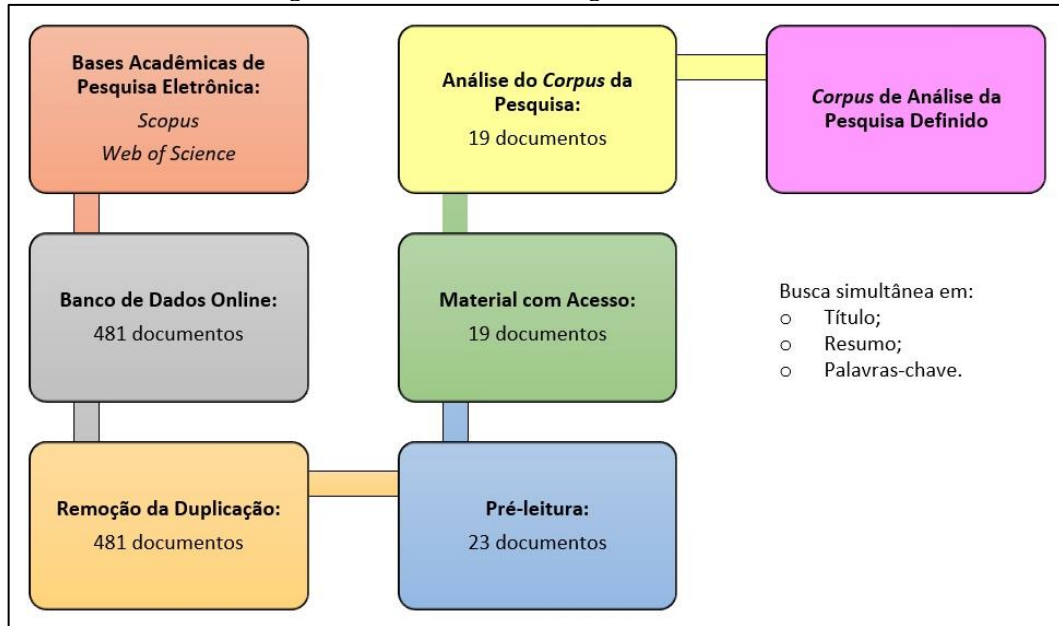 Bases Acadêmicas de
Pesquisa Eletrônica:
Scopus
Web of Science
Banco de Dados Online:
481 documentos
Remoção da Duplicação:
481 documentos
Pré-leitura:
23 documentos
Material com Acesso:
19 documentos
Análise do Corpus da
Pesquisa:
19 documentos
Corpus de Análise da
Pesquisa Definido
Busca simultânea em:
o Título;
o Resumo;
o Palavras-chave.